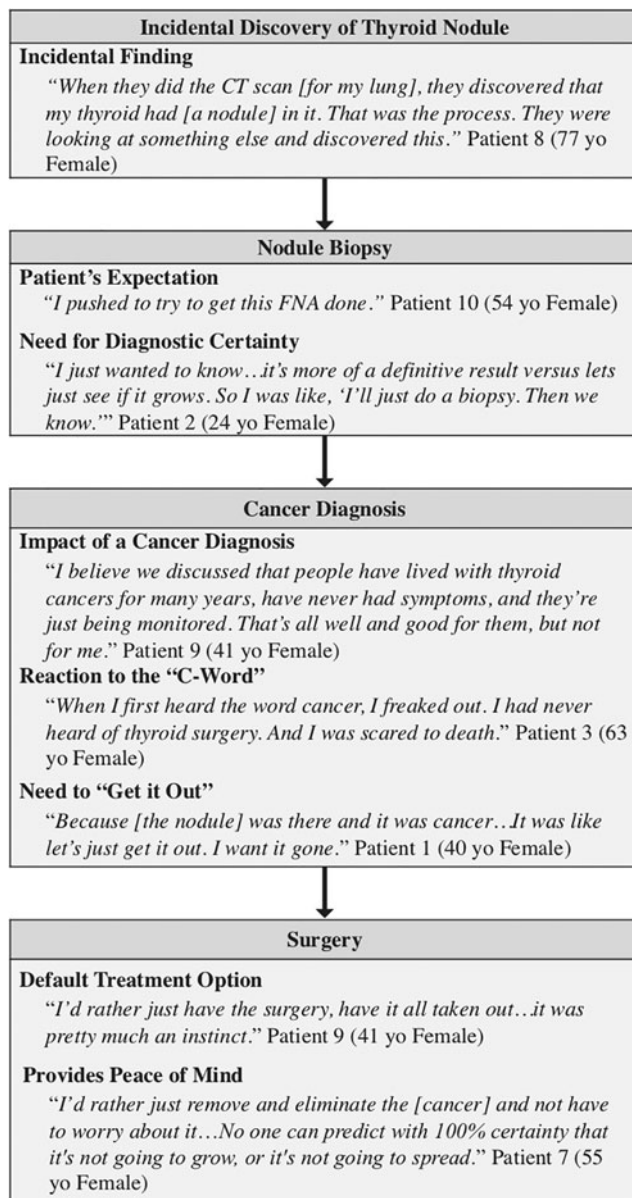 Incidental Discovery of Thyroid Nodule
Incidental Finding
“When they did the CT scan [for my lung], they discovered that
my thyroid had [a nodule] in it. That was the process. They were
looking at something else and discovered this.” Patient 8 (77 yo
Female)
Nodule Biopsy
Patient’s Expectation
“I pushed to try to get this FNA done.” Patient 10 (54 yo Female)
Need for Diagnostic Certainty
“I just wanted to know…it’s more of a definitive result versus lets
just see if it grows. So I was like, ‘I’ll just do a biopsy. Then we
know.’” Patient 2 (24 yo Female)
Cancer Diagnosis
Impact of a Cancer Diagnosis
“I believe we discussed that people have lived with thyroid
cancers for many years, have never had symptoms, and they’re
just being monitored. That’s all well and good for them, but not
for me.” Patient 9 (41 yo Female)
Reaction to the “C-Word”
“When I first heard the word cancer, I freaked out. I had never
heard of thyroid surgery. And I was scared to death.” Patient 3 (63
yo Female)
Need to “Get it Out”
“Because [the nodule] was there and it was cancer…It was like
let’s just get it out. I want it gone.” Patient 1 (40 yo Female)
Surgery
Default Treatment Option
“I’d rather just have the surgery, have it all taken out…it was
pretty much an instinct.” Patient 9 (41 yo Female)
Provides Peace of Mind
“I’d rather just remove and eliminate the [cancer] and not have
to worry about it…No one can predict with 100% certainty that
it's not going to grow, or it's not going to spread.” Patient 7 (55
yo Female)